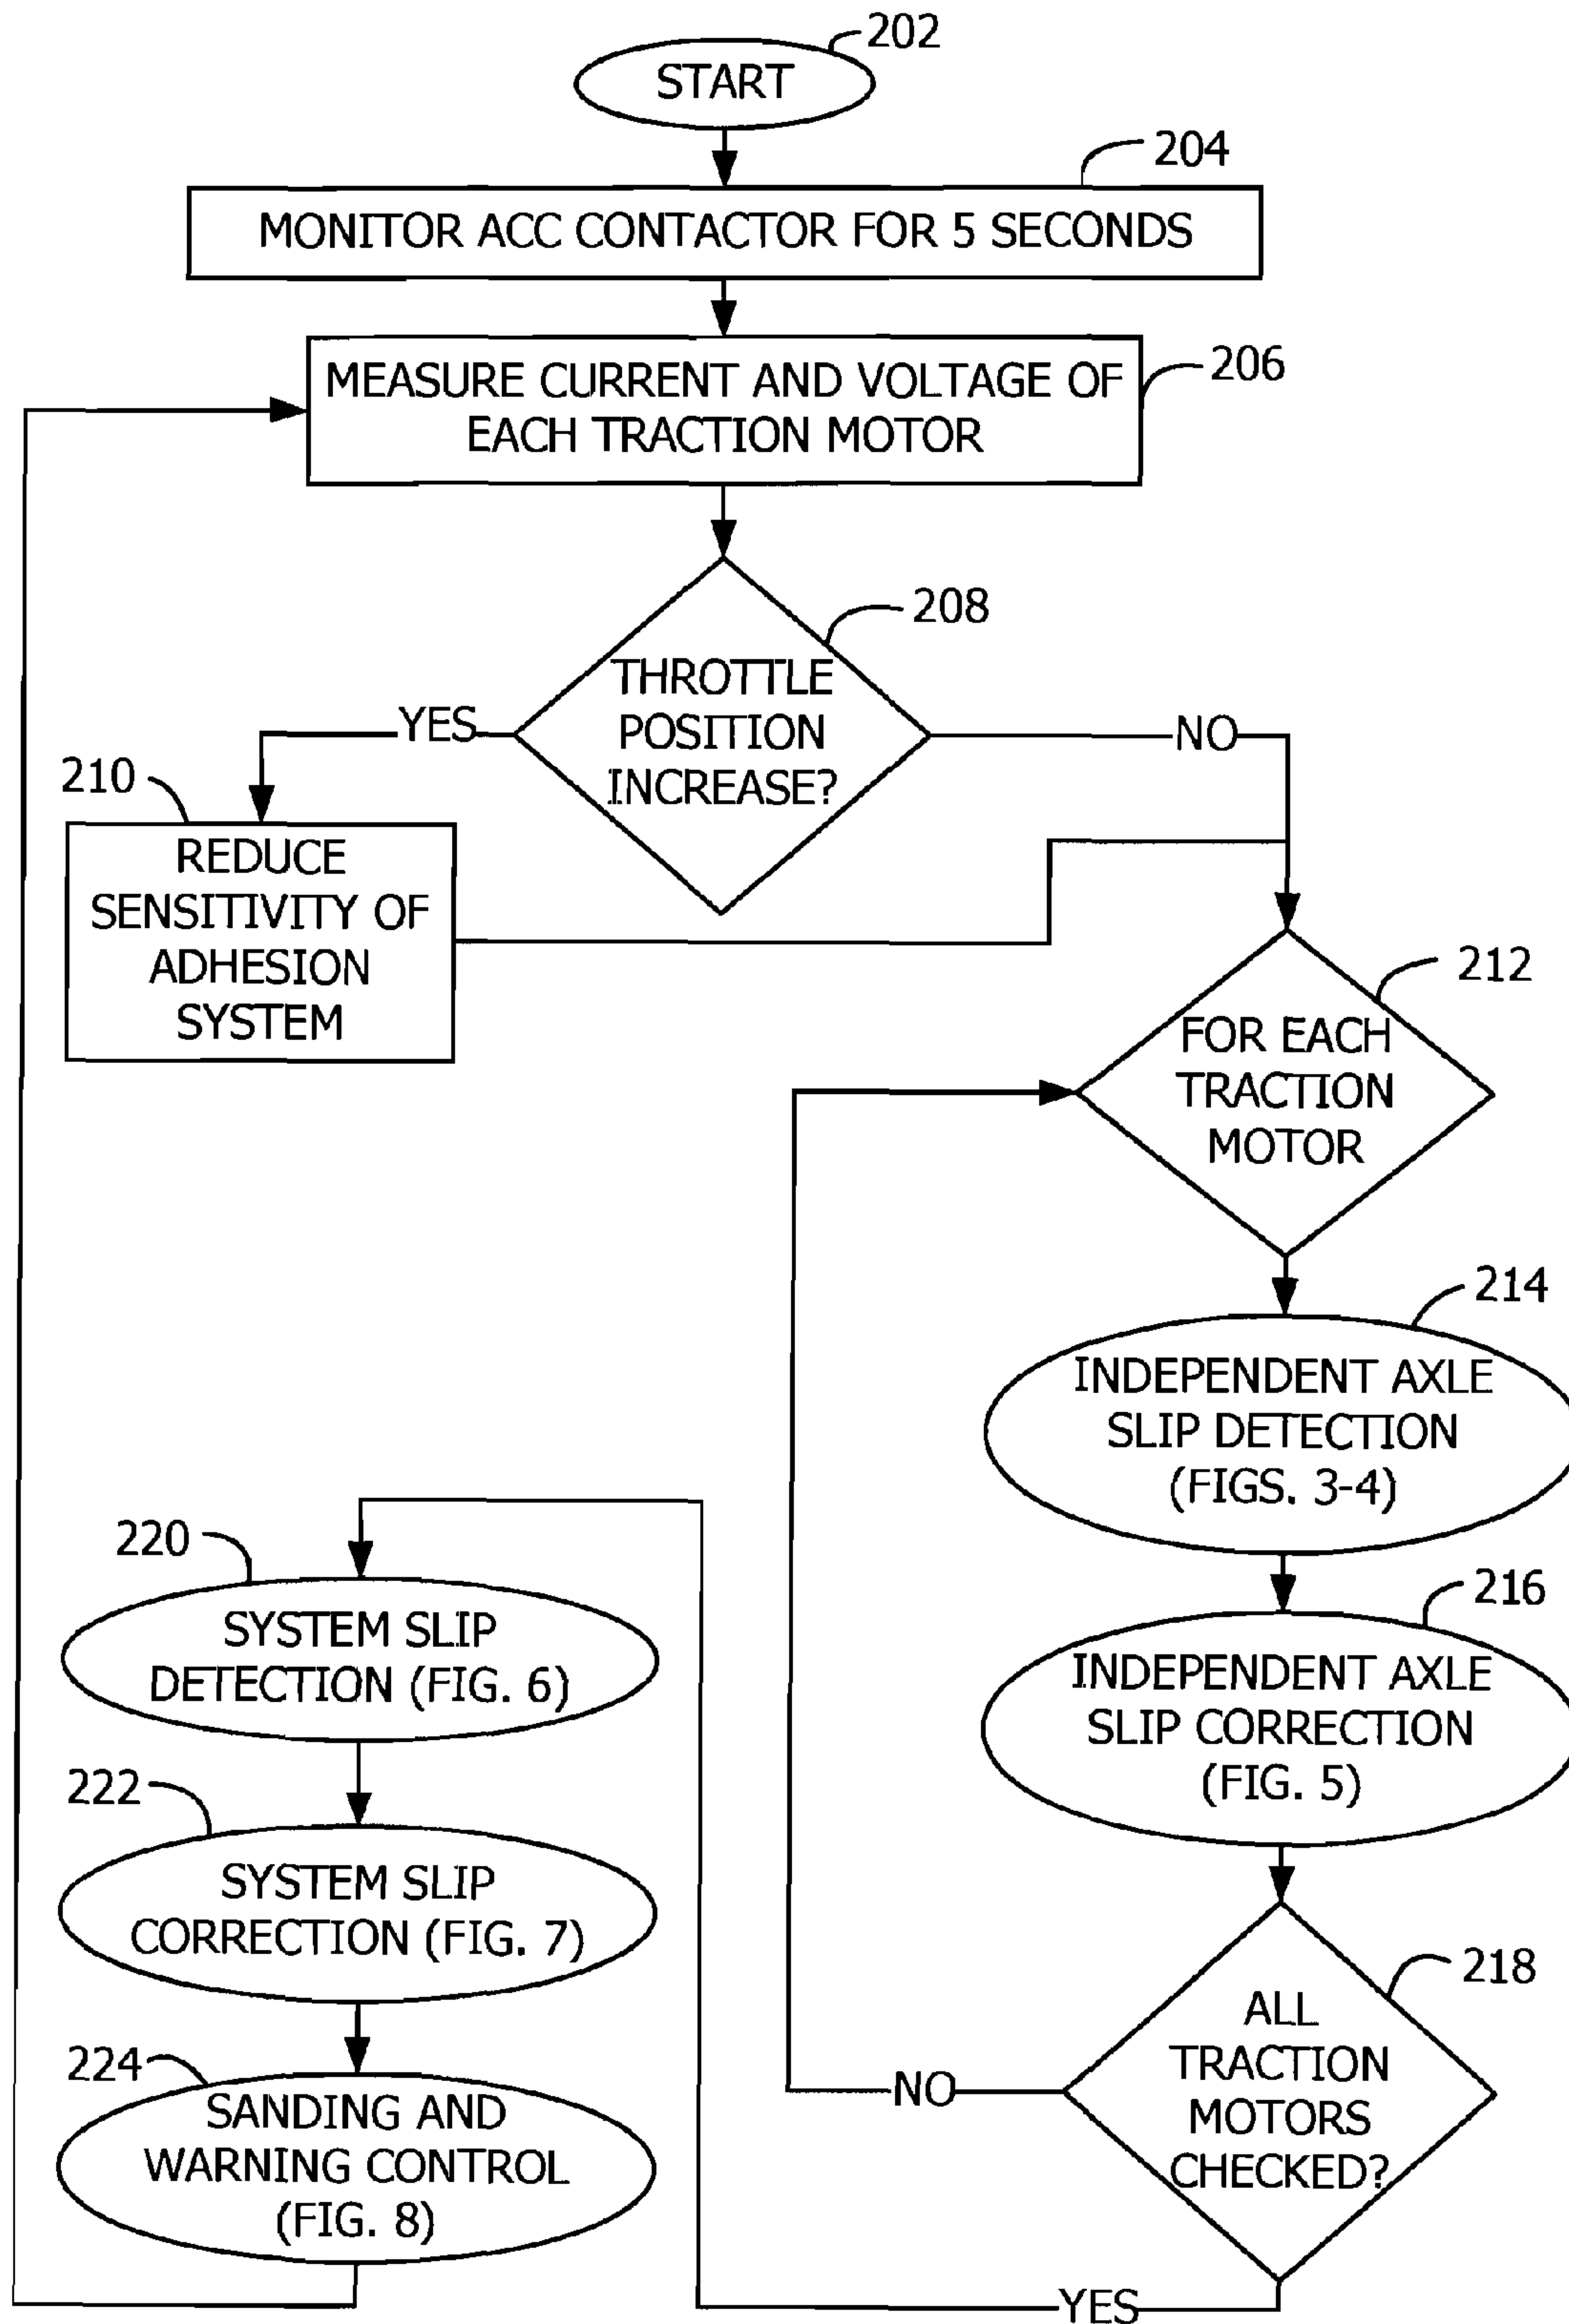 202
START
204
MONITOR ACC CONTACTOR FOR 5 SECONDS
206
MEASURE CURRENT AND VOLTAGE OF
EACH TRACTION MOTOR
208
THROTTLE
POSITION
INCREASE?
YES
NO
210
REDUCE
SENSITIVITY OF
ADHESION
SYSTEM
212
FOR EACH
TRACTION
MOTOR
214
INDEPENDENT AXLE
SLIP DETECTION
(FIGS. 3-4)
216
INDEPENDENT AXLE
SLIP CORRECTION
(FIG. 5)
218
ALL
TRACTION
MOTORS
CHECKED?
NO
YES
220
SYSTEM SLIP
DETECTION (FIG. 6)
222
SYSTEM SLIP
CORRECTION (FIG. 7)
224
SANDING AND
WARNING CONTROL
(FIG. 8)